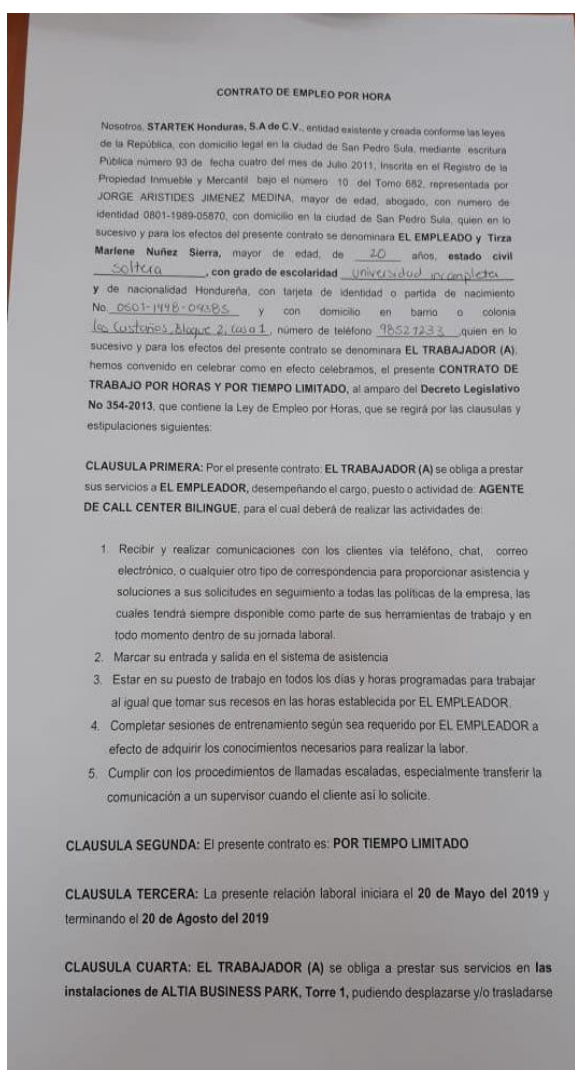 CONTRATO DE EMPLEO POR HORA
Nosotros, STARTEK Honduras, S.A de C.V., entidad existente y creada conforme las leyes
de la República, con domicilio legal en la ciudad de San Pedro Sula, mediante escritura
Pública número 93 de fecha cuatro del mes de Julio 2011, Inscrita en el Registro de la
Propiedad Inmueble y Mercantil bajo el número 10 del Tomo 682, representada por
JORGE ARISTIDES JIMENEZ MEDINA, mayor de edad, abogado, con numero de
identidad 0801-1989-05870, con domicilio en la ciudad de San Pedro Sula, quien en lo
sucesivo y para los efectos del presente contrato se denominara EL EMPLEADO y Tirza
Marlene Nuñez Sierra, mayor de edad, de 20 años, estado civil
soltera, con grado de escolaridad universidad incompleta
y de nacionalidad Hondureña, con tarjeta de identidad o partida de nacimiento
No. 0501-1998-09385 y con domicilio en barrio o colonia
los Castaños, Bloque 2, casa 1, número de teléfono 98527233 quien en lo
sucesivo y para los efectos del presente contrato se denominara EL TRABAJADOR (A);
hemos convenido en celebrar como en efecto celebramos, el presente CONTRATO DE
TRABAJO POR HORAS Y POR TIEMPO LIMITADO, al amparo del Decreto Legislativo
No 354-2013, que contiene la Ley de Empleo por Horas, que se regirá por las clausulas y
estipulaciones siguientes:
CLAUSULA PRIMERA: Por el presente contrato: EL TRABAJADOR (A) se obliga a prestar
sus servicios a EL EMPLEADOR, desempeñando el cargo, puesto o actividad de: AGENTE
DE CALL CENTER BILINGUE, para el cual deberá de realizar las actividades de:
1. Recibir y realizar comunicaciones con los clientes vía teléfono, chat, correo
electrónico, o cualquier otro tipo de correspondencia para proporcionar asistencia y
soluciones a sus solicitudes en seguimiento a todas las políticas de la empresa, las
cuales tendrá siempre disponible como parte de sus herramientas de trabajo y en
todo momento dentro de su jornada laboral.
2. Marcar su entrada y salida en el sistema de asistencia
3. Estar en su puesto de trabajo en todos los días y horas programadas para trabajar
al igual que tomar sus recesos en las horas establecida por EL EMPLEADOR.
4. Completar sesiones de entrenamiento según sea requerido por EL EMPLEADOR a
efecto de adquirir los conocimientos necesarios para realizar la labor.
5. Cumplir con los procedimientos de llamadas escaladas, especialmente transferir la
comunicación a un supervisor cuando el cliente así lo solicite.
CLAUSULA SEGUNDA: El presente contrato es: POR TIEMPO LIMITADO
CLAUSULA TERCERA: La presente relación laboral iniciara el 20 de Mayo del 2019 y
terminando el 20 de Agosto del 2019
CLAUSULA CUARTA: EL TRABAJADOR (A) se obliga a prestar sus servicios en las
instalaciones de ALTIA BUSINESS PARK, Torre 1, pudiendo desplazarse y/o trasladarse